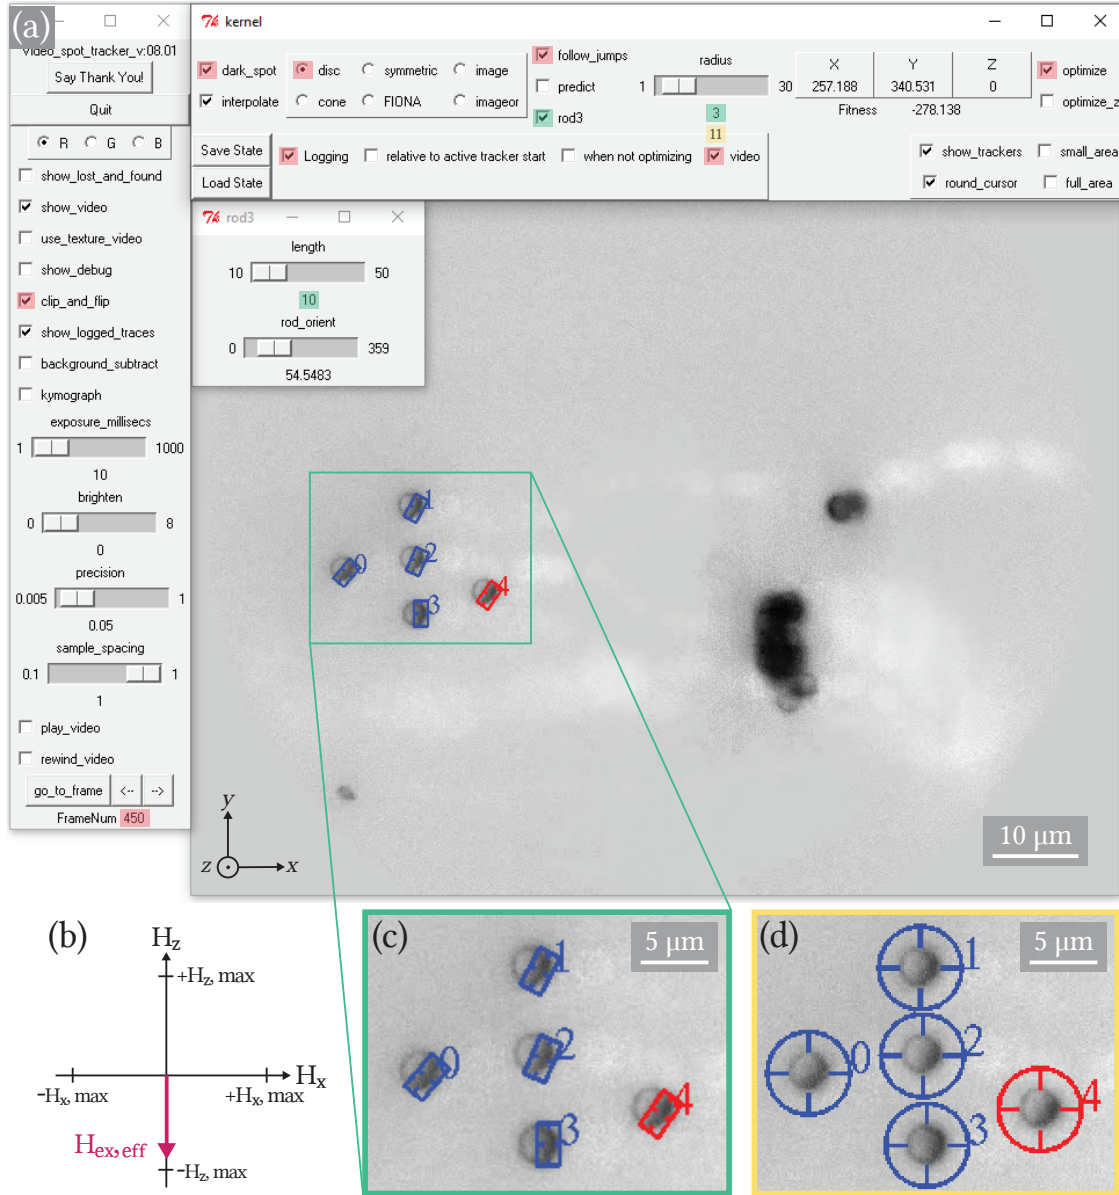 (a)
video_spot_tracker_v:08.01
Say Thank You!
Quit
R G B
show_lost_and_found
show_video
use_texture_video
show_debug
clip_and_flip
show_logged_traces
background_subtract
kymograph
exposure_millisecs
1 1000
10
brighten
0 8
0
precision
0.005 1
0.05
sample_spacing
0.1 1
1
play_video
rewind_video
go_to_frame <-- -->
FrameNum 450
kernel
dark_spot disc symmetric image
interpolate cone FIONA imageor
follow_jumps
predict
rod3
radius
1 30
3
11
X Y Z
257.188 340.531 0
Fitness -278.138
optimize
optimize_z
Save State
Load State
Logging relative to active tracker start when not optimizing video
show_trackers small_area
round_cursor full_area
rod3
length
10 50
10
rod_orient
0 359
54.5483
1
0
2
4
3
y
z x
10 µm
(b)
Hz
+Hz, max
Hx
−Hx, max +Hx, max
Hex,eff
−Hz, max
(c)
5 µm
1
2
0
4
3
(d)
5 µm
1
2
0
4
3